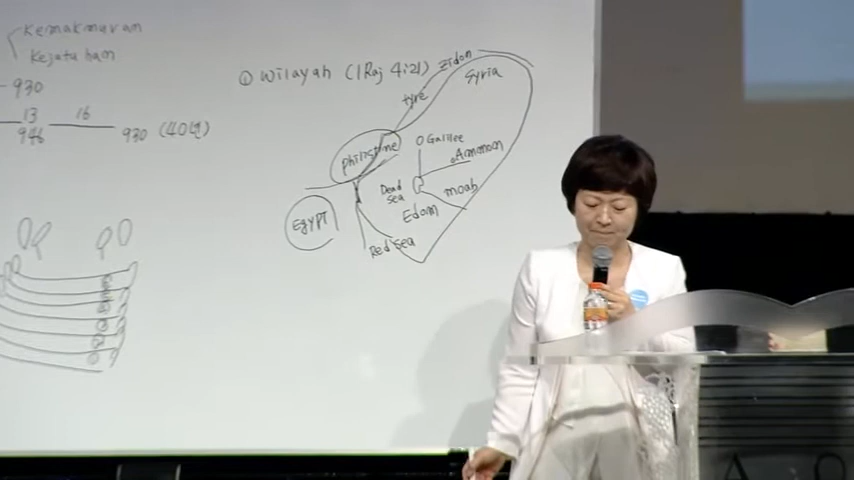 Kemakmuran
Kejatuhan
930
13
946
16
930 (40년)
① Wilayah (1Raj 4:21)
Zidon
Syria
tyre
philistine
Galilee
Ammon
Dead
sea
moab
Edom
Egypt
Red sea